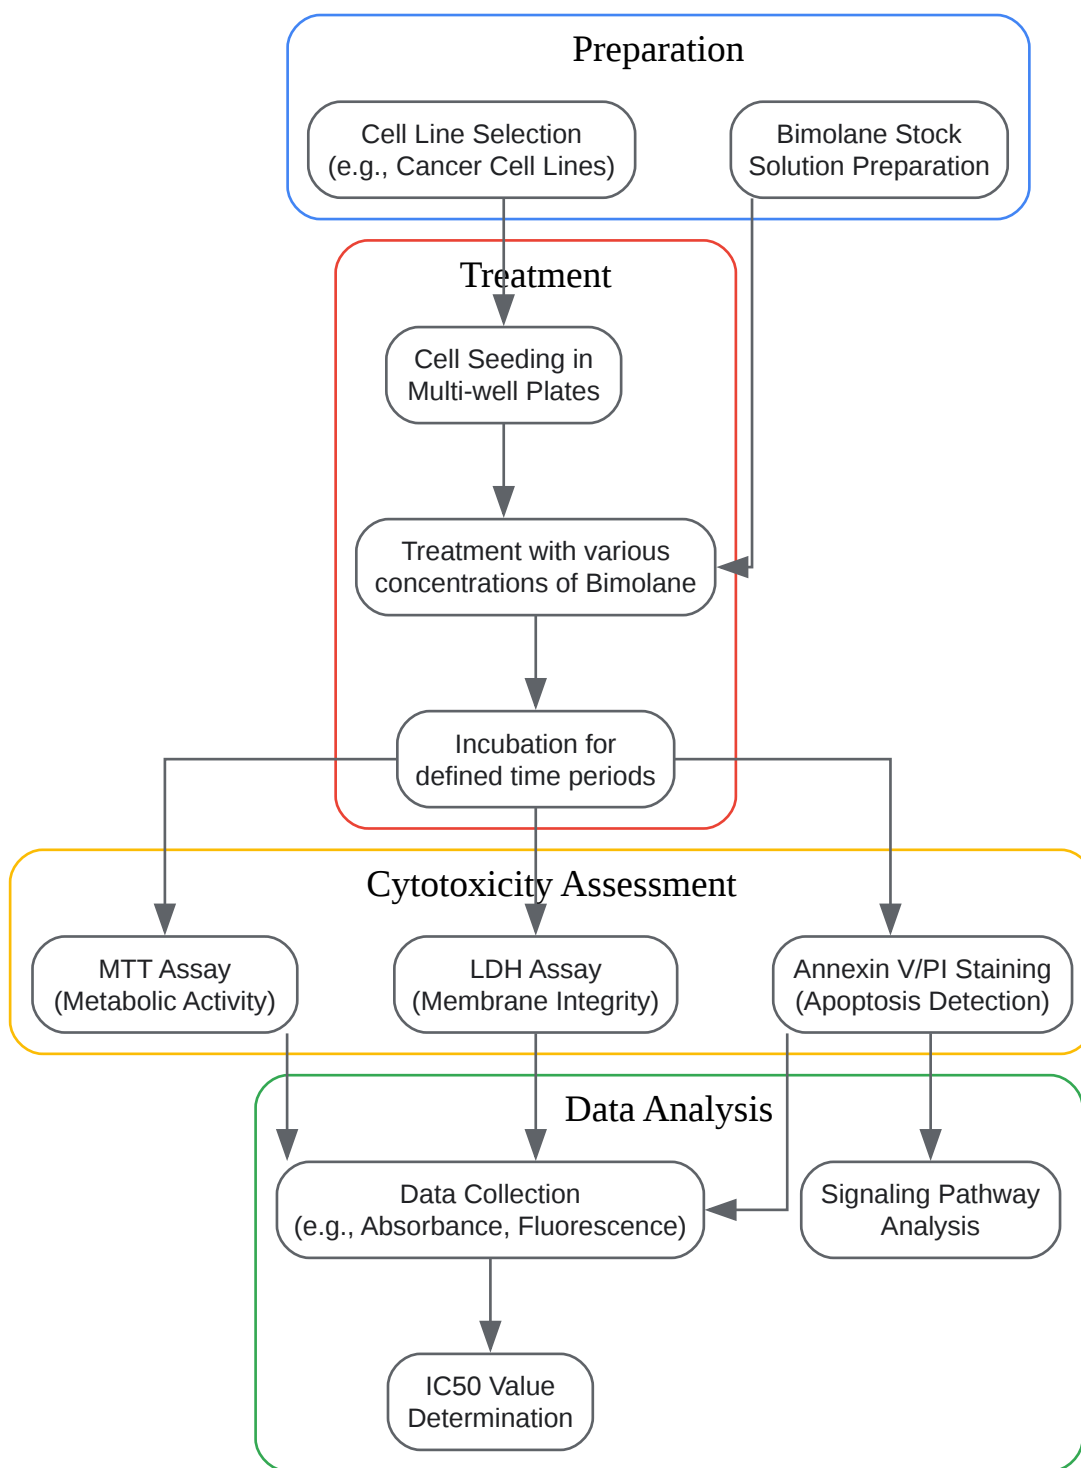 Preparation
Cell Line Selection
(e.g., Cancer Cell Lines)
Bimolane Stock
Solution Preparation
Treatment
Cell Seeding in
Multi-well Plates
Treatment with various
concentrations of Bimolane
Incubation for
defined time periods
Cytotoxicity Assessment
MTT Assay
(Metabolic Activity)
LDH Assay
(Membrane Integrity)
Annexin V/PI Staining
(Apoptosis Detection)
Data Analysis
Data Collection
(e.g., Absorbance, Fluorescence)
Signaling Pathway
Analysis
IC50 Value
Determination